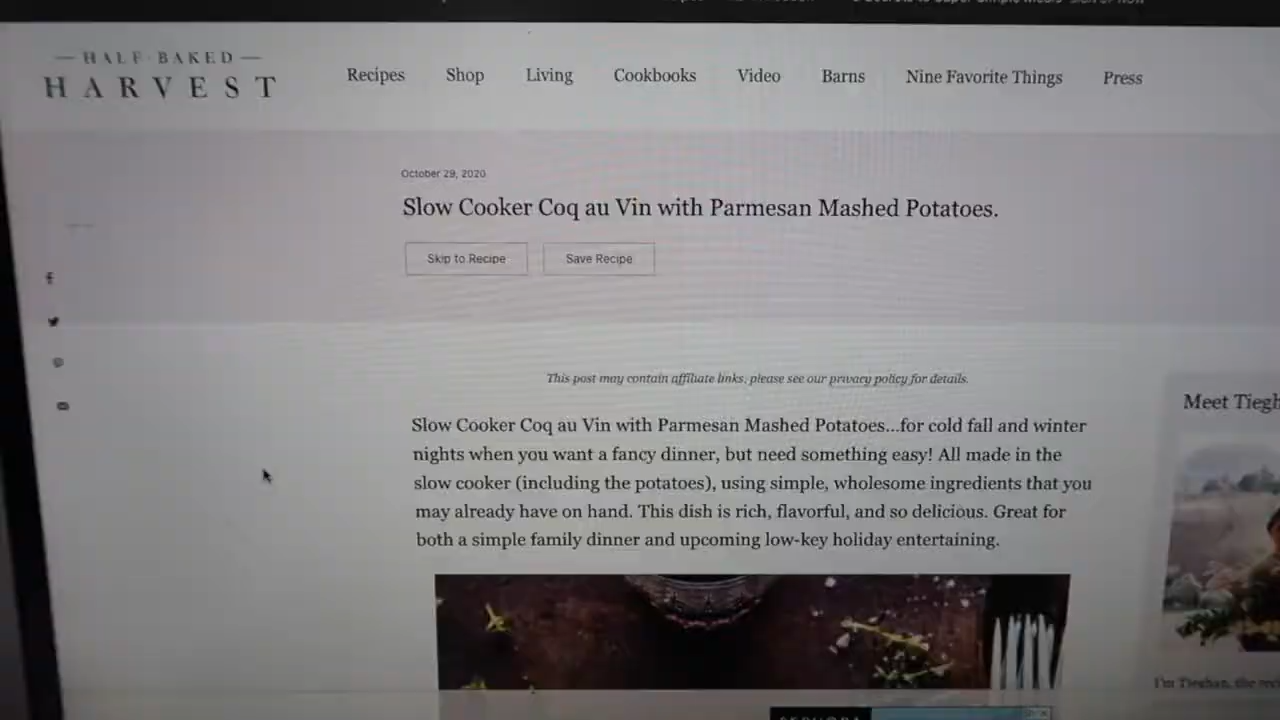 HALF BAKED
HARVEST
Recipes Shop Living Cookbooks Video Barns Nine Favorite Things Press
October 29, 2020
Slow Cooker Coq au Vin with Parmesan Mashed Potatoes.
Skip to Recipe Save Recipe
This post may contain affiliate links, please see our privacy policy for details.
Slow Cooker Coq au Vin with Parmesan Mashed Potatoes...for cold fall and winter
nights when you want a fancy dinner, but need something easy! All made in the
slow cooker (including the potatoes), using simple, wholesome ingredients that you
may already have on hand. This dish is rich, flavorful, and so delicious. Great for
both a simple family dinner and upcoming low-key holiday entertaining.
Meet Tiegh
I'm Tieghan, the rec
SEPHORA